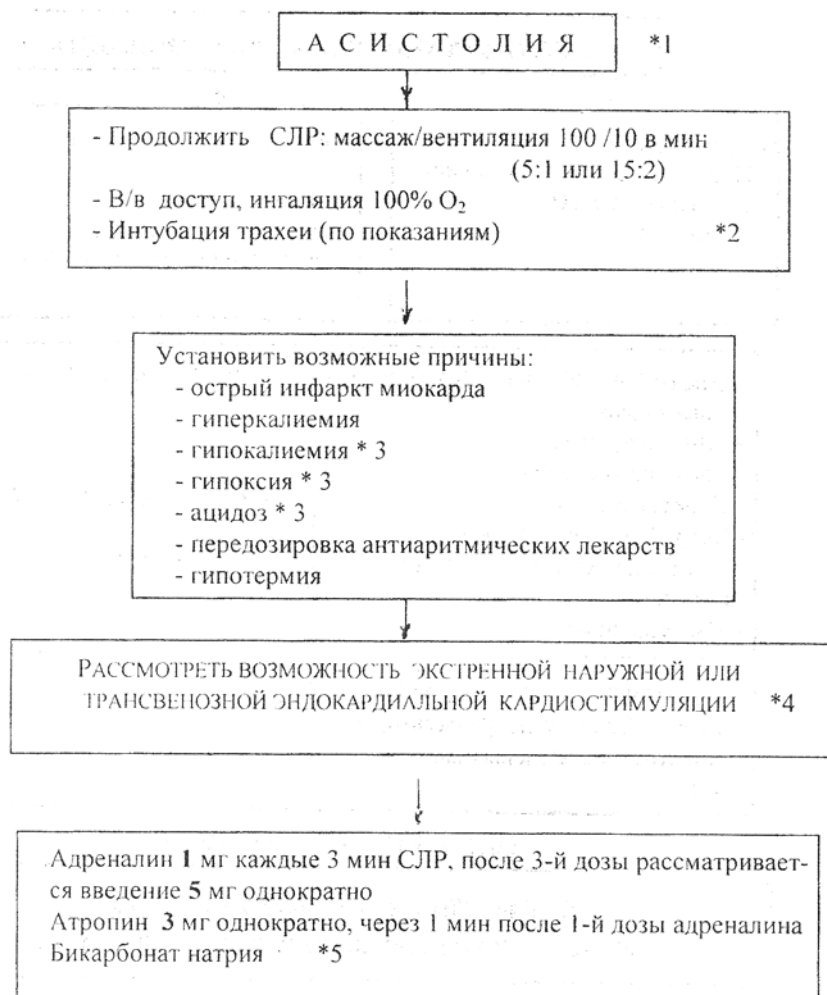 А С И С Т О Л И Я *1
- Продолжить СЛР: массаж/вентиляция 100 /10 в мин
(5:1 или 15:2)
- В/в доступ, ингаляция 100% O₂
- Интубация трахеи (по показаниям) *2
Установить возможные причины:
- острый инфаркт миокарда
- гиперкалиемия
- гипокалиемия * 3
- гипоксия * 3
- ацидоз * 3
- передозировка антиаритмических лекарств
- гипотермия
РАССМОТРЕТЬ ВОЗМОЖНОСТЬ ЭКСТРЕННОЙ НАРУЖНОЙ ИЛИ
ТРАНСВЕНОЗНОЙ ЭНДОКАРДИАЛЬНОЙ КАРДИОСТИМУЛЯЦИИ *4
Адреналин 1 мг каждые 3 мин СЛР, после 3-й дозы рассматривает-
ся введение 5 мг однократно
Атропин 3 мг однократно, через 1 мин после 1-й дозы адреналина
Бикарбонат натрия *5